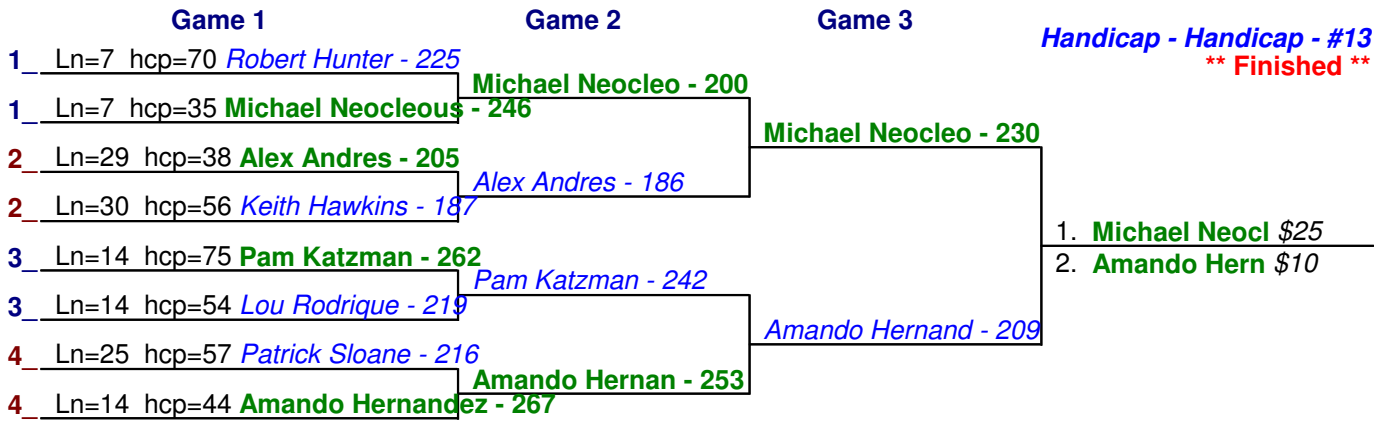 Game 1 Game 2 Game 3
Handicap - Handicap - #13
** Finished **
1_ Ln=7 hcp=70 Robert Hunter - 225
Michael Neocleo - 200
1_ Ln=7 hcp=35 Michael Neocleous - 246
Michael Neocleo - 230
2_ Ln=29 hcp=38 Alex Andres - 205
Alex Andres - 186
2_ Ln=30 hcp=56 Keith Hawkins - 187
1. Michael Neocl $25
3_ Ln=14 hcp=75 Pam Katzman - 262
2. Amando Hern $10
Pam Katzman - 242
3_ Ln=14 hcp=54 Lou Rodrique - 219
Amando Hernand - 209
4_ Ln=25 hcp=57 Patrick Sloane - 216
Amando Hernan - 253
4_ Ln=14 hcp=44 Amando Hernandez - 267